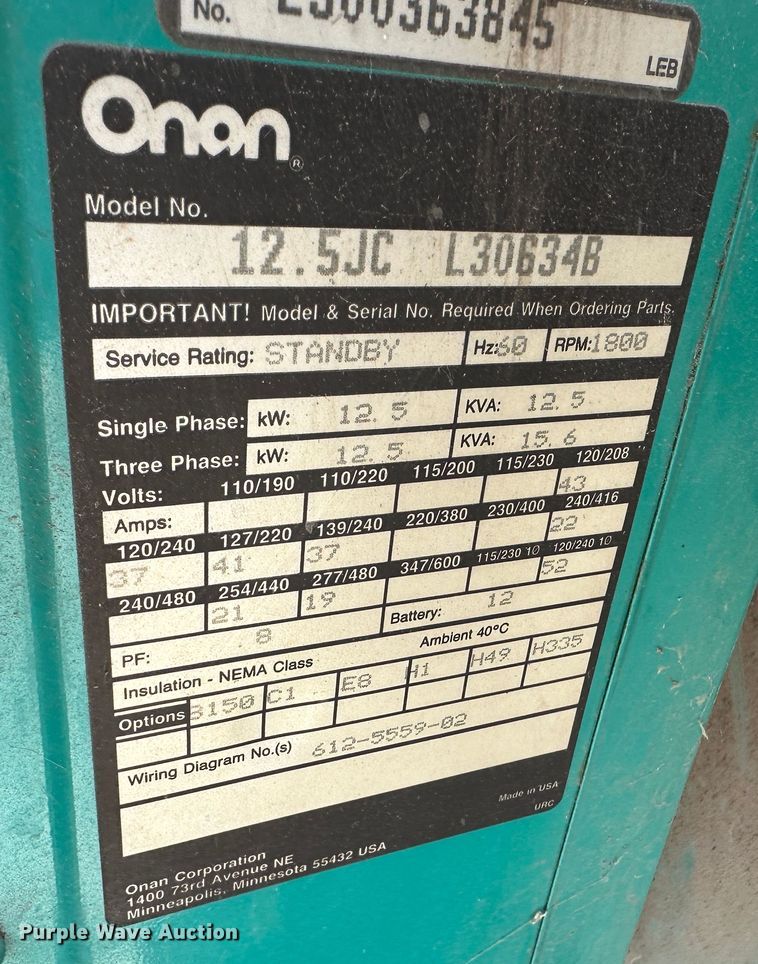 No. L300363845
LEB
Onan®
Model No.
12.5JC L30634B
IMPORTANT! Model & Serial No. Required When Ordering Parts.
Service Rating: STANDBY Hz: 60 RPM: 1800
Single Phase: kW: 12.5 KVA: 12.5
Three Phase: kW: 12.5 KVA: 15.6
Volts: 110/190 110/220 115/200 115/230 120/208
Amps: 43
120/240 127/220 139/240 220/380 230/400 240/416
37 41 37 22
240/480 254/440 277/480 347/600 115/230 1O 120/240 1O
21 19 52
PF: 8 Battery: 12
Insulation - NEMA Class Ambient 40°C
Options B150 C1 E8 H1 H49 H335
Wiring Diagram No.(s) 612-5559-02
Made in USA
URC
Onan Corporation
1400 73rd Avenue NE
Minneapolis, Minnesota 55432 USA
Purple Wave Auction